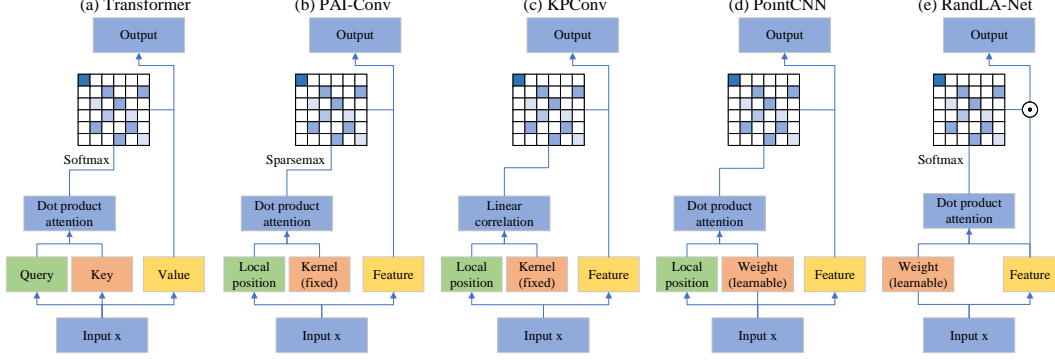 (a) Transformer
Output
Softmax
Dot product
attention
Query
Key
Value
Input x
(b) PAI-Conv
Output
Sparsemax
Dot product
attention
Local
position
Kernel
(fixed)
Feature
Input x
(c) KPConv
Output
Linear
correlation
Local
position
Kernel
(fixed)
Feature
Input x
(d) PointCNN
Output
Dot product
attention
Local
position
Weight
(learnable)
Feature
Input x
(e) RandLA-Net
Output
Softmax
Dot product
attention
Weight
(learnable)
Feature
Input x